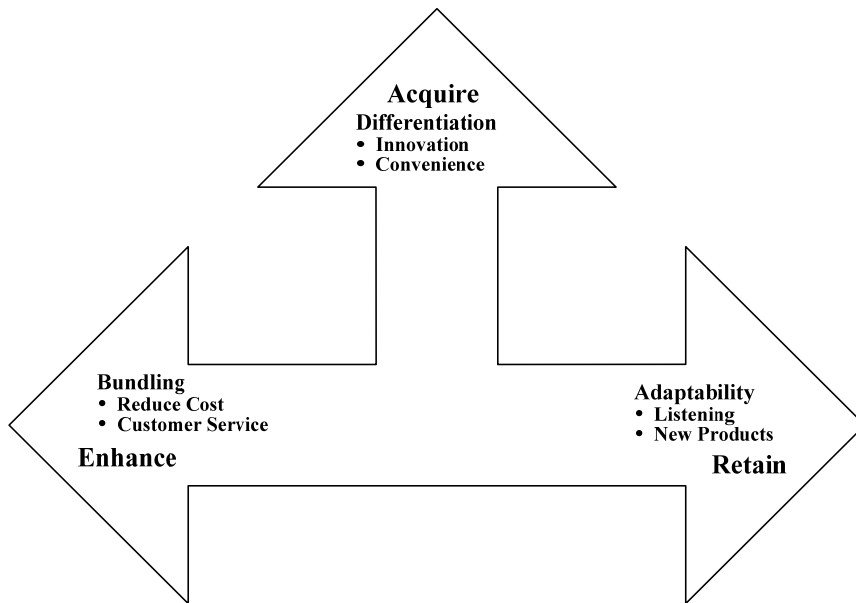 Acquire
Differentiation
• Innovation
• Convenience
Bundling
• Reduce Cost
• Customer Service
Enhance
Adaptability
• Listening
• New Products
Retain